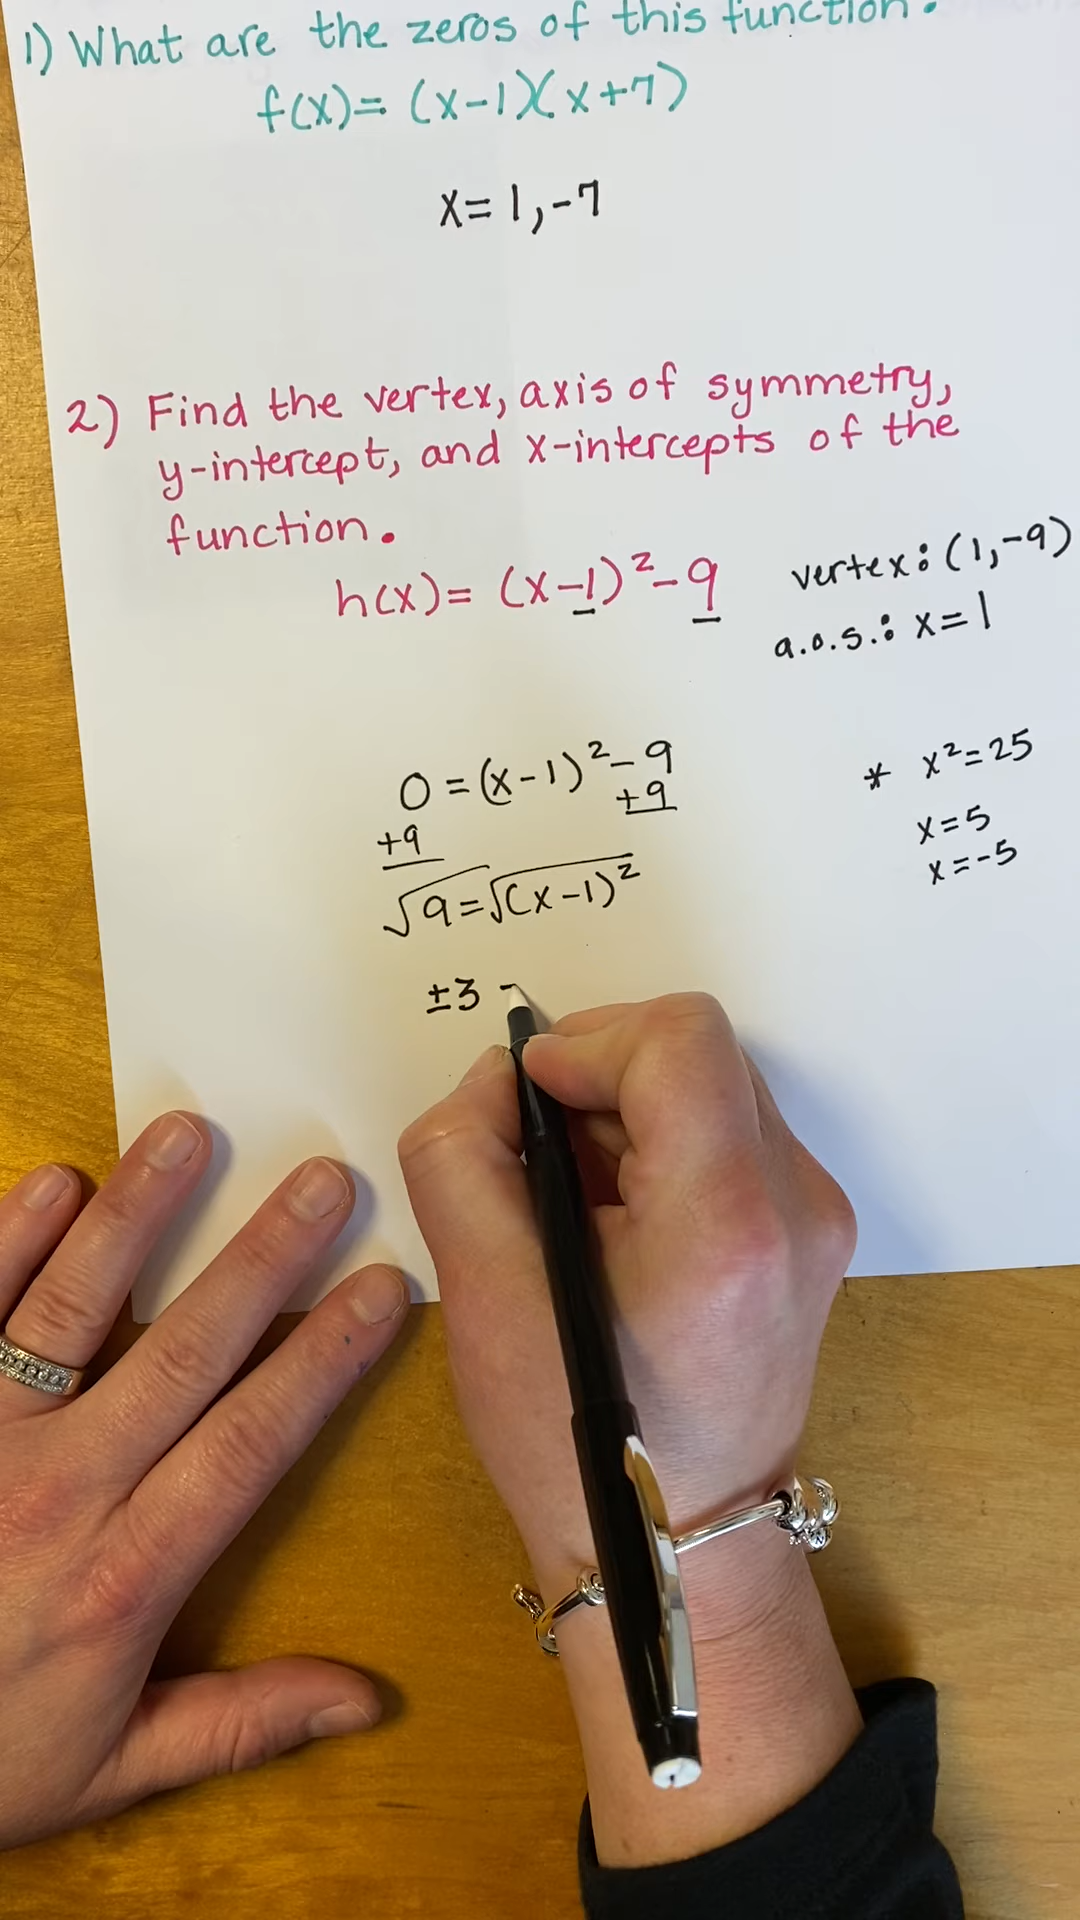 1) What are the zeros of this function.
f(x)= (x-1)(x+7)
x= 1,-7
2) Find the vertex, axis of symmetry,
y-intercept, and x-intercepts of the
function.
h(x)= (x-1)²-9
vertex: (1,-9)
a.o.s.: x=1
0 = (x-1)²-9
+9 +9
√9=√(x-1)²
±3 -
* x²=25
x=5
x=-5